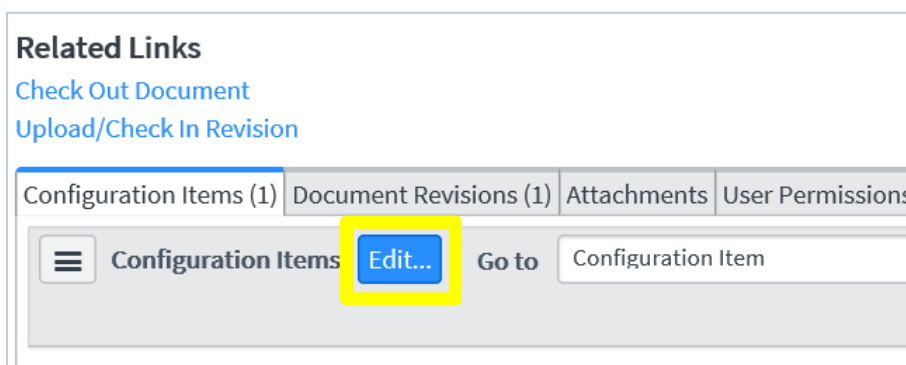 Related Links
Check Out Document
Upload/Check In Revision
Configuration Items (1) Document Revisions (1) Attachments User Permissions
Configuration Items Edit... Go to Configuration Item